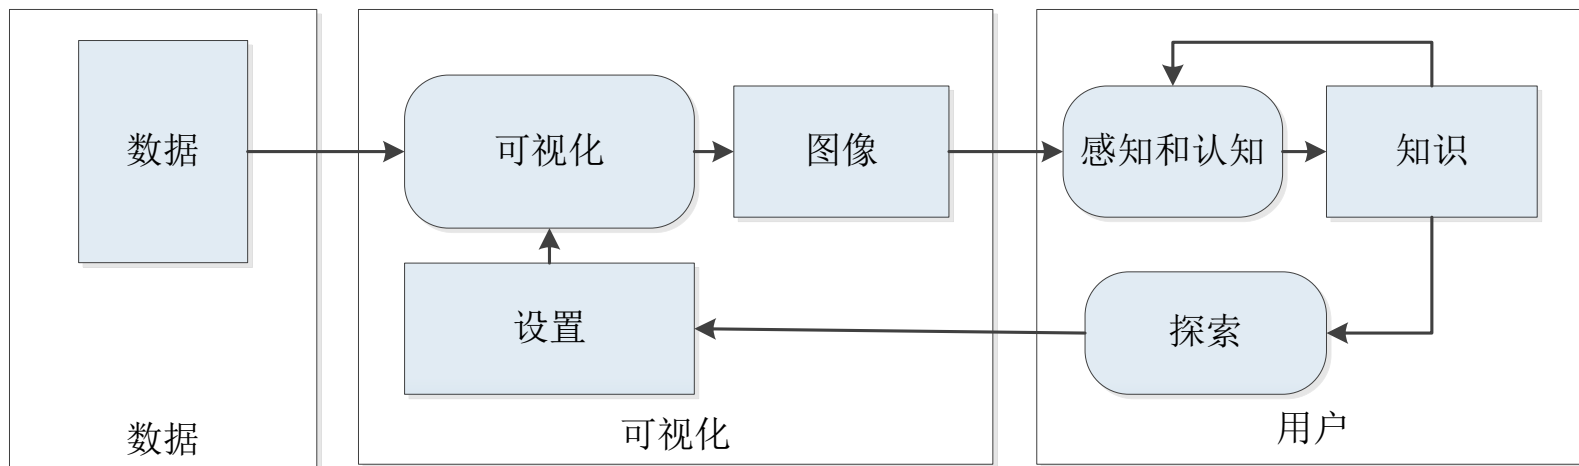 数据
可视化
图像
感知和认知
知识
设置
探索
数据
可视化
用户